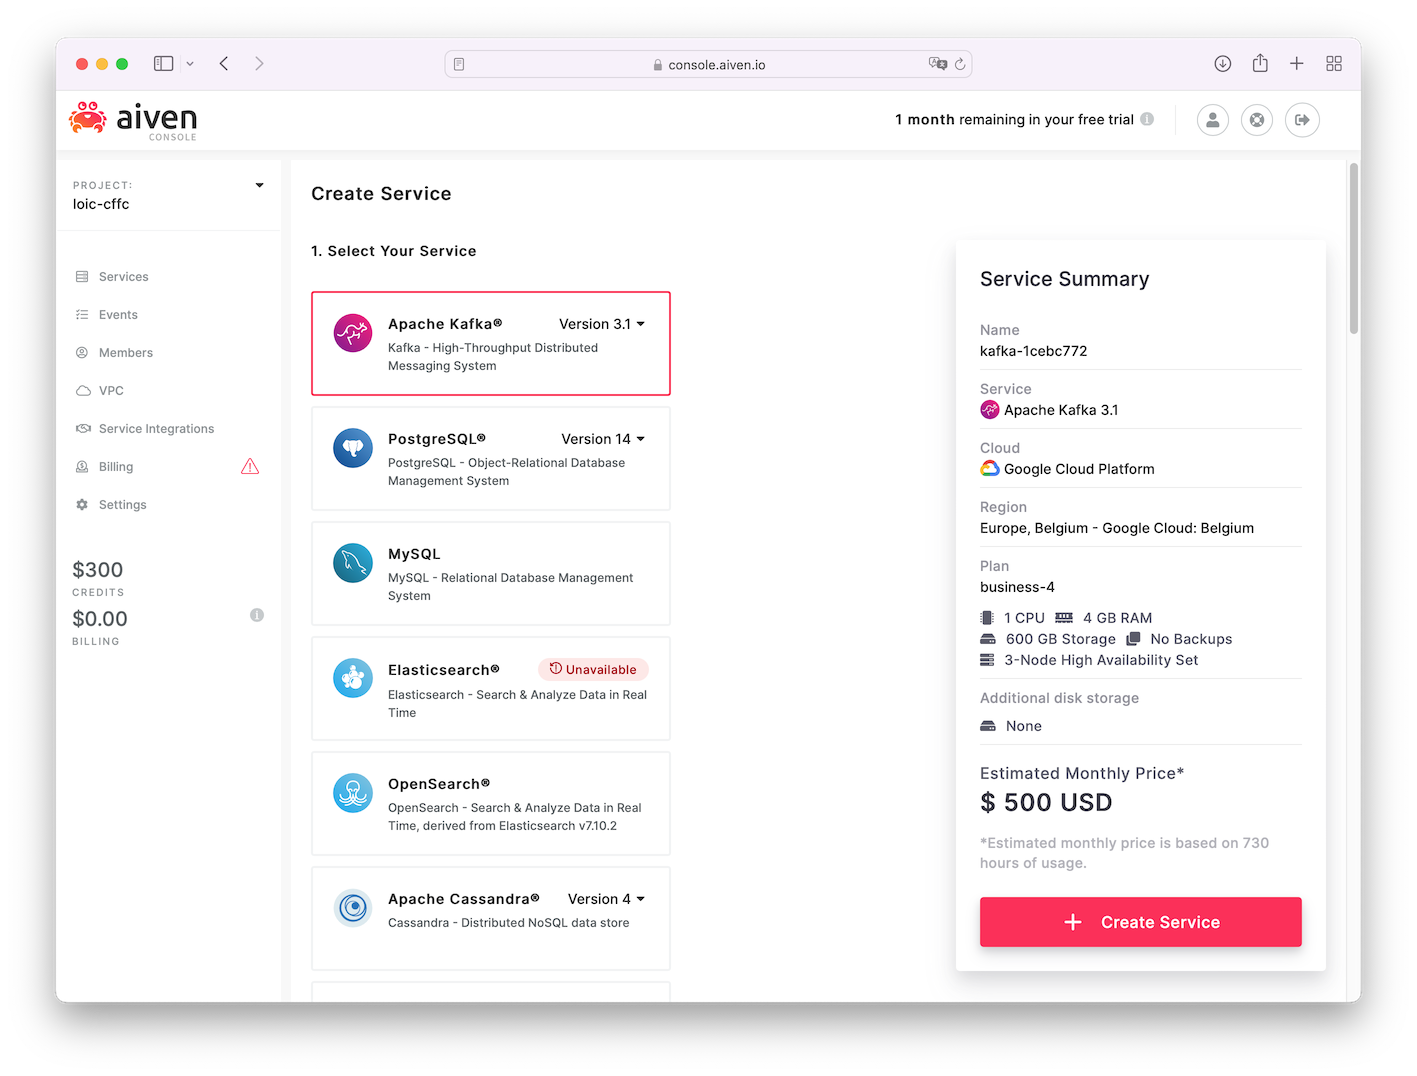 console.aiven.io
aiven
CONSOLE
1 month remaining in your free trial
PROJECT:
loic-cffc
Services
Events
Members
VPC
Service Integrations
Billing
Settings
$300
CREDITS
$0.00
BILLING
Create Service
1. Select Your Service
Apache Kafka® Version 3.1
Kafka - High-Throughput Distributed
Messaging System
PostgreSQL® Version 14
PostgreSQL - Object-Relational Database
Management System
MySQL
MySQL - Relational Database Management
System
Elasticsearch® Unavailable
Elasticsearch - Search & Analyze Data in Real
Time
OpenSearch®
OpenSearch - Search & Analyze Data in Real
Time, derived from Elasticsearch v7.10.2
Apache Cassandra® Version 4
Cassandra - Distributed NoSQL data store
Service Summary
Name
kafka-1cebc772
Service
Apache Kafka 3.1
Cloud
Google Cloud Platform
Region
Europe, Belgium - Google Cloud: Belgium
Plan
business-4
1 CPU 4 GB RAM
600 GB Storage No Backups
3-Node High Availability Set
Additional disk storage
None
Estimated Monthly Price*
$ 500 USD
*Estimated monthly price is based on 730
hours of usage.
+ Create Service